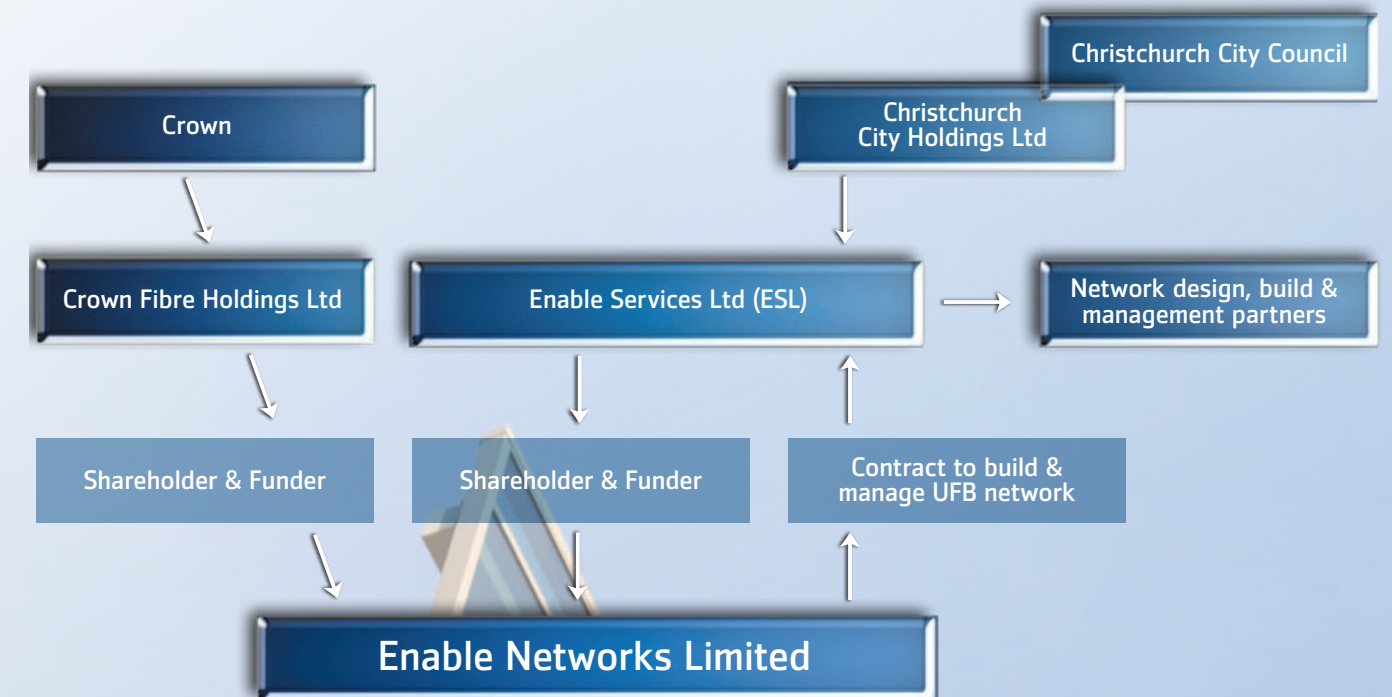 Christchurch City Council
Crown
Christchurch
City Holdings Ltd
Crown Fibre Holdings Ltd
Enable Services Ltd (ESL)
Network design, build &
management partners
Shareholder & Funder
Shareholder & Funder
Contract to build &
manage UFB network
Enable Networks Limited